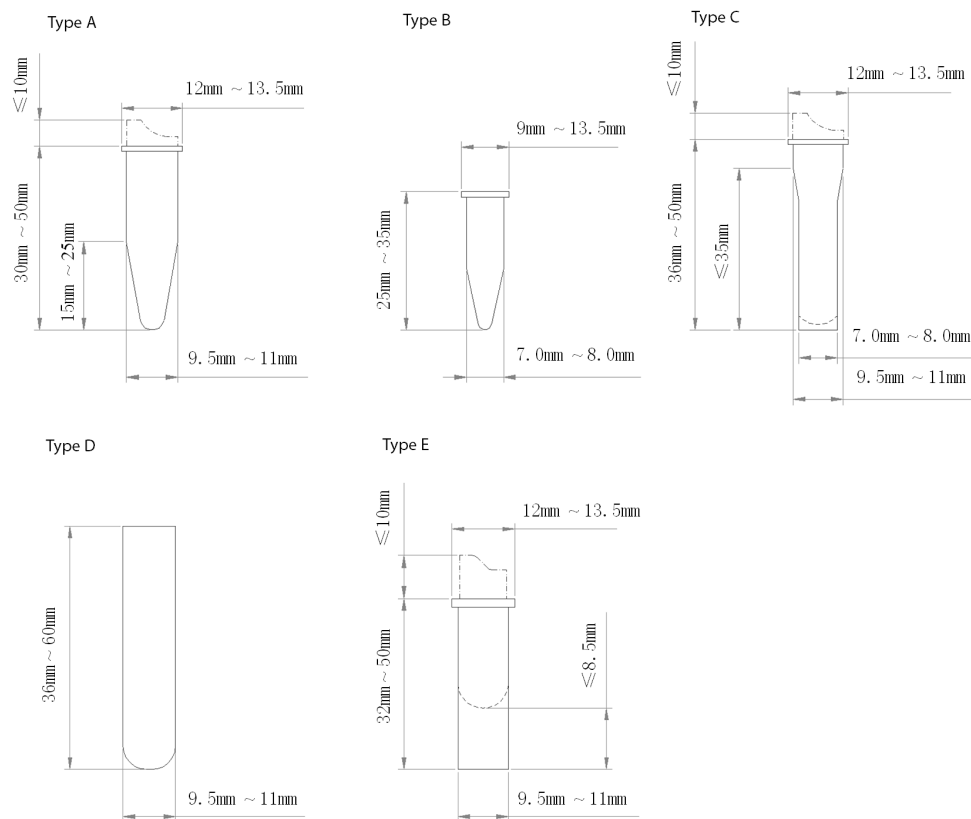 Type A
≤10mm
12mm ~ 13.5mm
30mm ~ 50mm
15mm ~ 25mm
9.5mm ~ 11mm
Type B
9mm ~ 13.5mm
25mm ~ 35mm
7.0mm ~ 8.0mm
Type C
≤10mm
12mm ~ 13.5mm
36mm ~ 50mm
≤35mm
7.0mm ~ 8.0mm
9.5mm ~ 11mm
Type D
36mm ~ 60mm
9.5mm ~ 11mm
Type E
≤10mm
12mm ~ 13.5mm
32mm ~ 50mm
≤8.5mm
9.5mm ~ 11mm